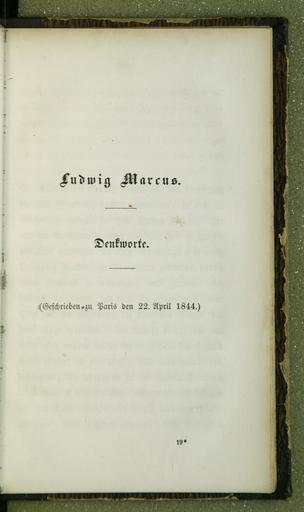 Ludwig Marcus.
Denkworte.
(Geschrieben zu Paris den 22. April 1844.)
19*